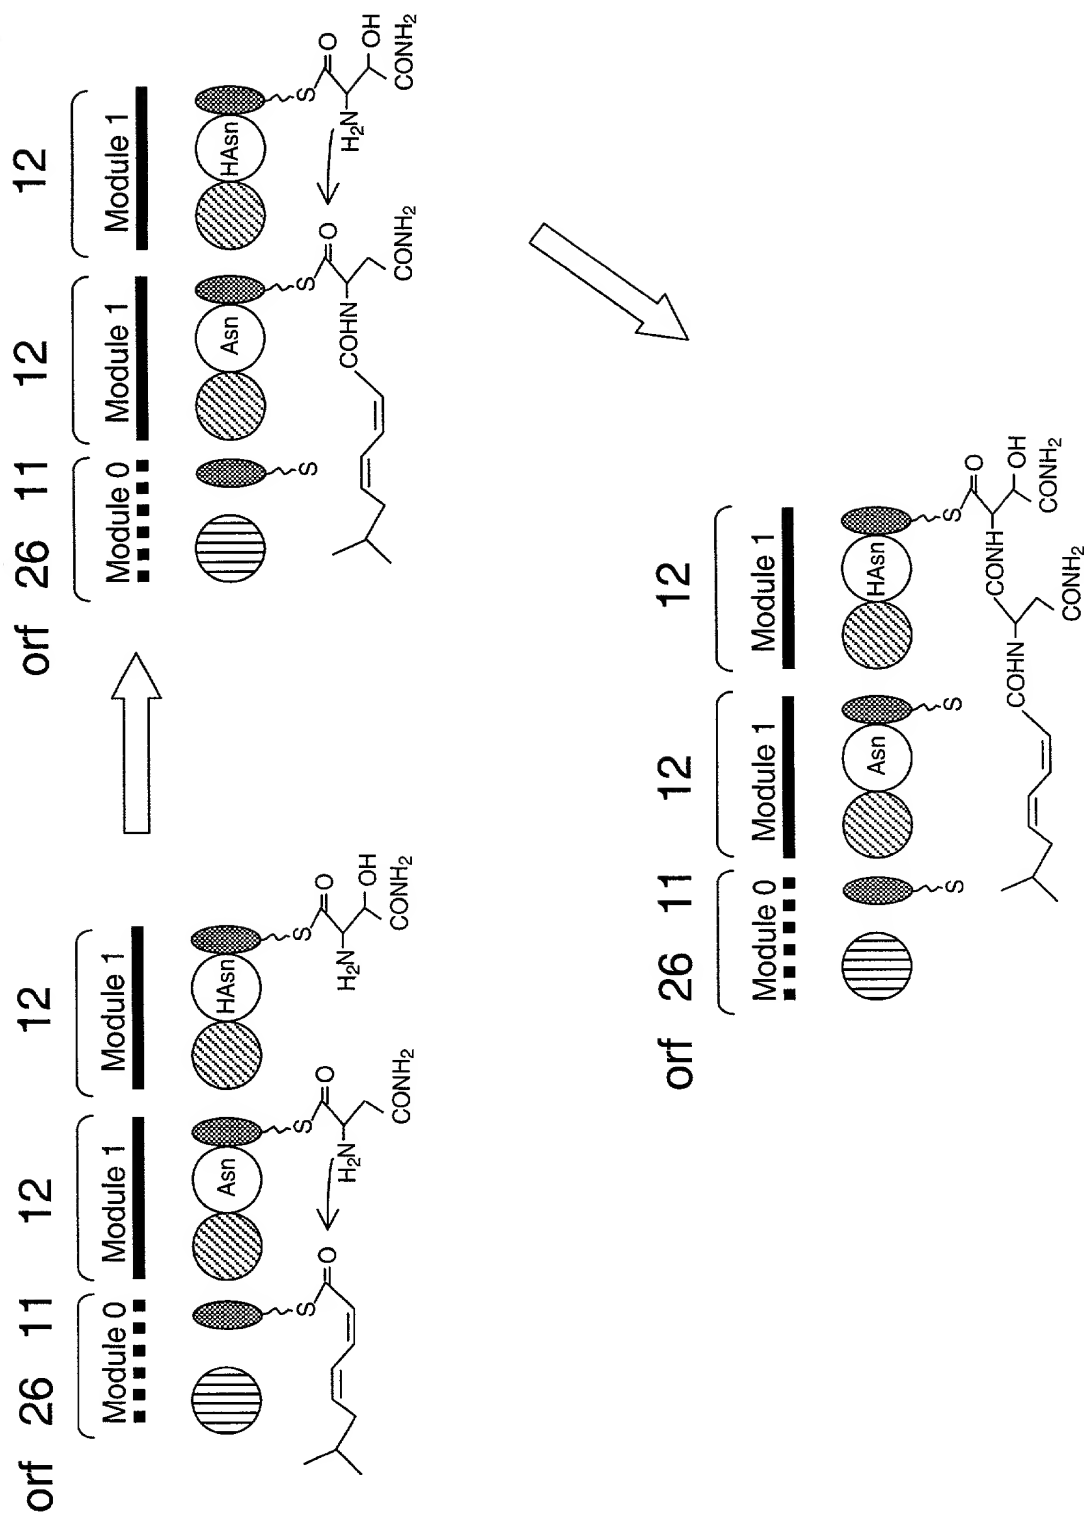 orf 26 11 12 12
Module 0 Module 1 Module 1
Asn HAsn
S S S
O O O
H₂N H₂N
OH
CONH₂ CONH₂
orf 26 11 12 12
Module 0 Module 1 Module 1
Asn HAsn
S S S
O O
COHN H₂N
OH
CONH₂ CONH₂
orf 26 11 12 12
Module 0 Module 1 Module 1
Asn HAsn
S S S
O
CONH
COHN OH
CONH₂
CONH₂